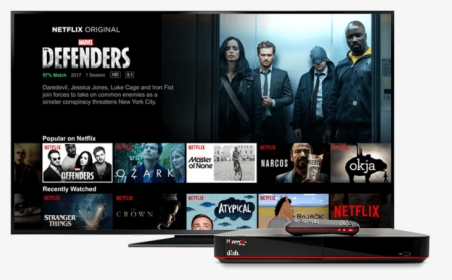 NETFLIX ORIGINAL
MARVEL
DEFENDERS
97% Match 2017 1 Season HD 5.1
Daredevil, Jessica Jones, Luke Cage and Iron Fist
join forces to take on common enemies as a
sinister conspiracy threatens New York City.
Popular on Netflix
NETFLIX NETFLIX NETFLIX NETFLIX
DEFENDERS
OZARK
Master
of None
NARCOS
okja
Recently Watched
NETFLIX NETFLIX NETFLIX NETFLIX
STRANGER
THINGS
CROWN
ATYPICAL
BOJACK
NETFLIX
Hopper
dish